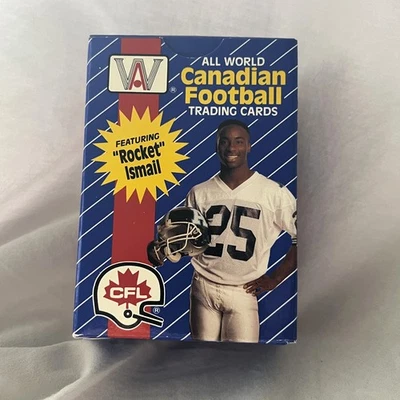 AW ®
ALL WORLD
Canadian
Football
TRADING CARDS
FEATURING
"Rocket"
Ismail
25
CFL ®